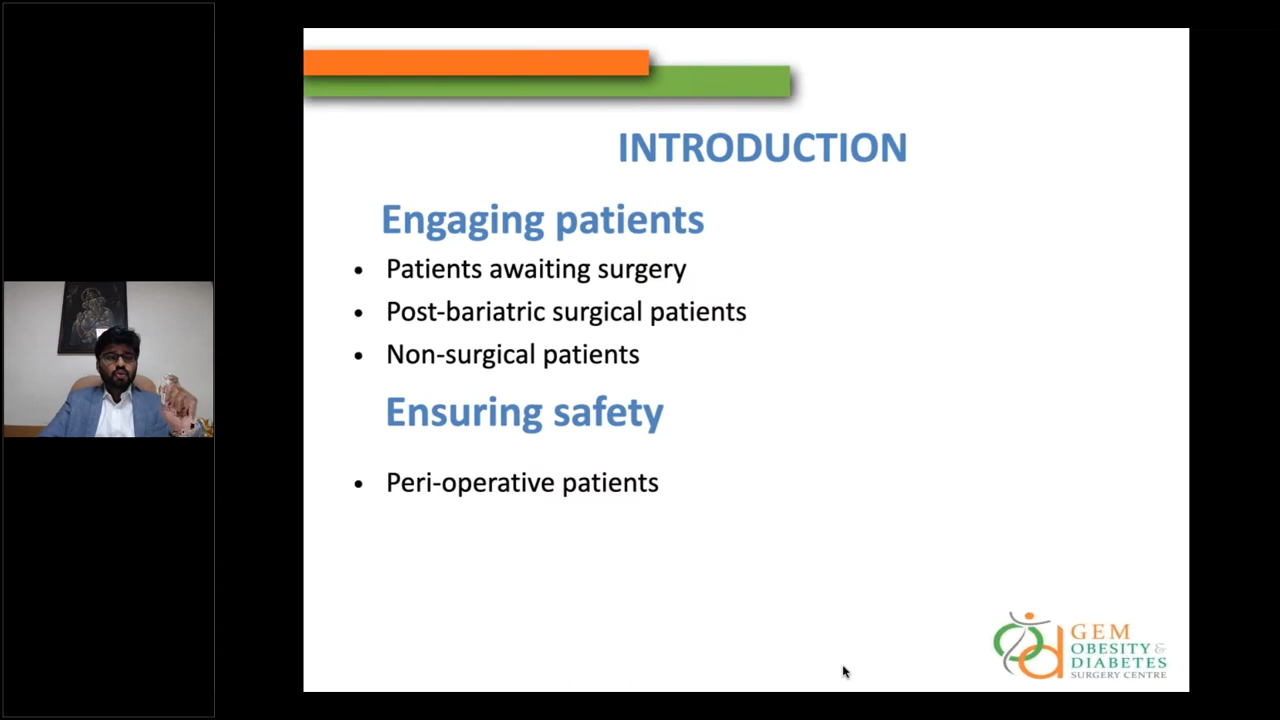 INTRODUCTION
Engaging patients
• Patients awaiting surgery
• Post-bariatric surgical patients
• Non-surgical patients
Ensuring safety
• Peri-operative patients
GEM
OBESITY &
DIABETES
SURGERY CENTRE